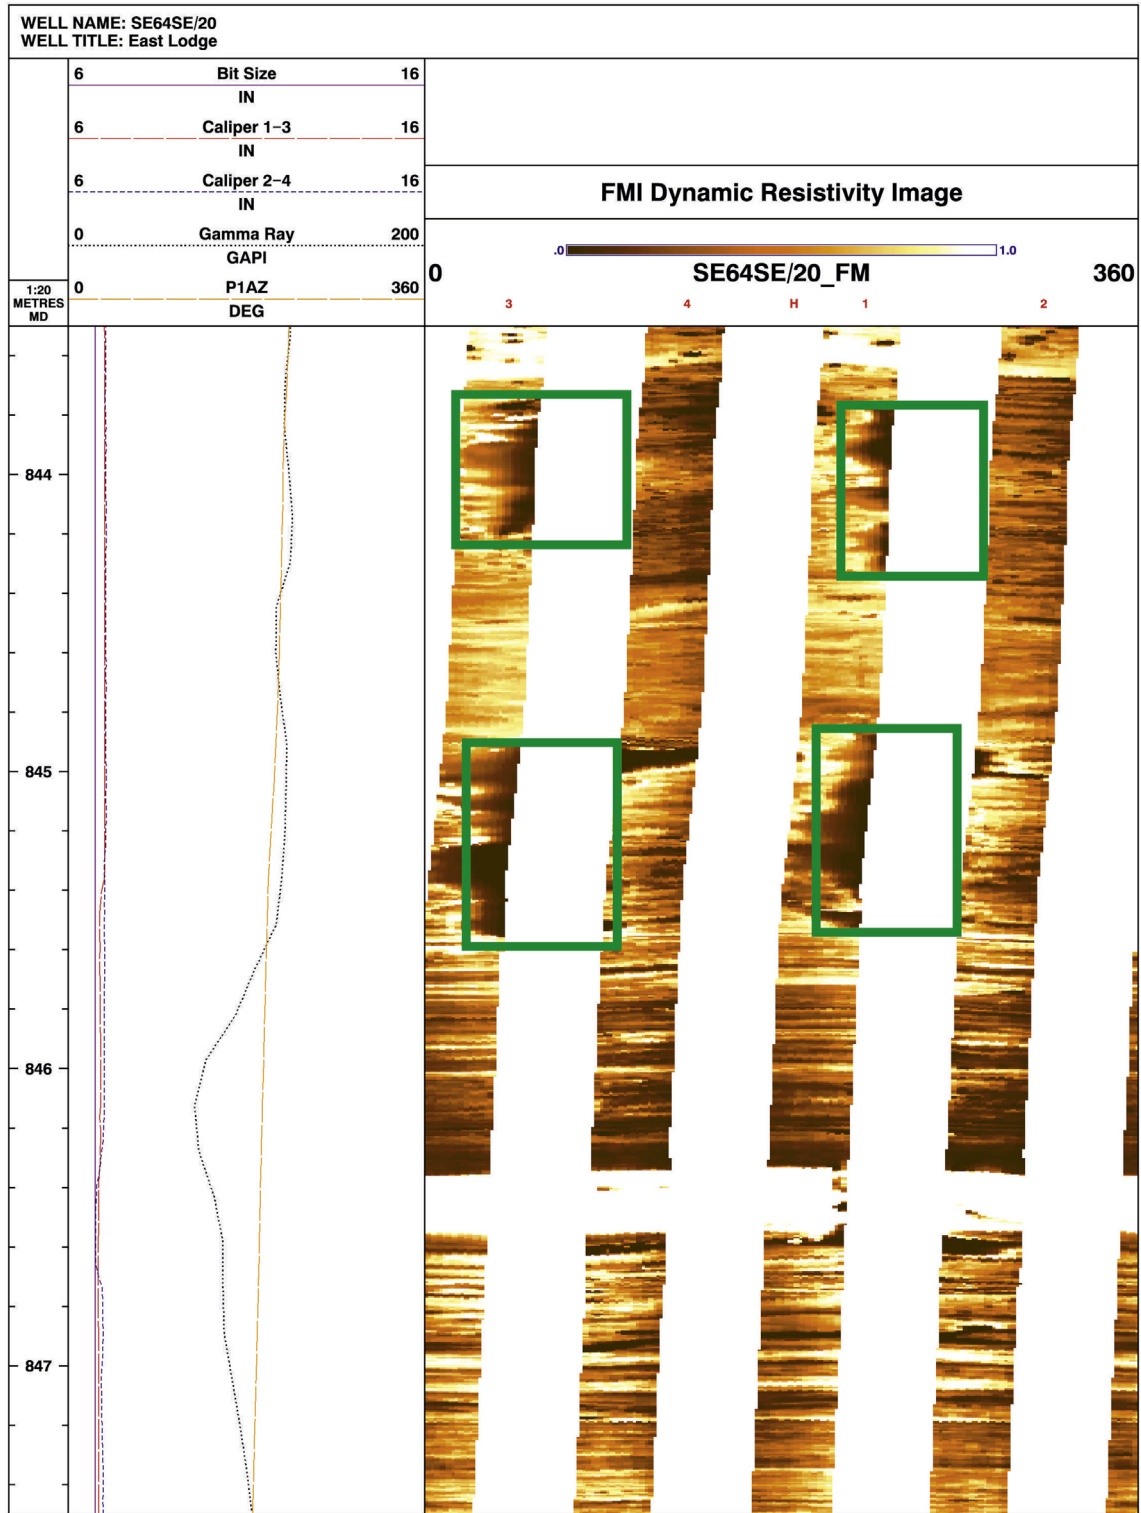 WELL NAME: SE64SE/20
WELL TITLE: East Lodge
6 Bit Size 16
IN
6 Caliper 1-3 16
IN
6 Caliper 2-4 16
IN
0 Gamma Ray 200
GAPI
0 P1AZ 360
DEG
1:20
METRES
MD
FMI Dynamic Resistivity Image
.0 1.0
0 SE64SE/20_FM 360
3 4 H 1 2
844
845
846
847